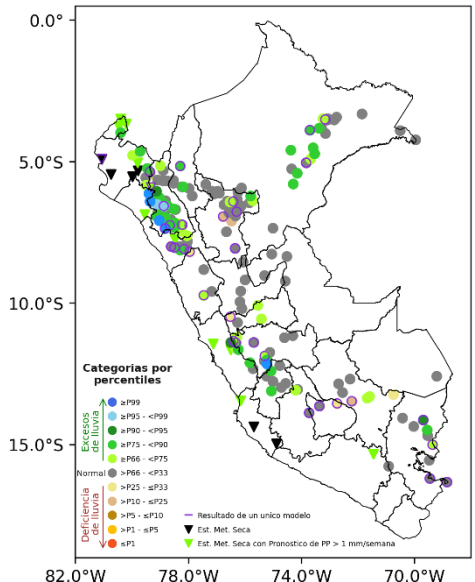 0.0°
5.0°S
10.0°S
15.0°S
Categorias por
percentiles
Excesos
de lluvia
≥P99
≥P95 - <P99
>P90 - ≤P95
≥P75 - <P90
≥P66 - <P75
Normal
>P66 - <P33
Deficiencia
de lluvia
>P25 - ≤P33
>P10 - ≤P25
>P5 - ≤P10
>P1 - ≤P5
≤P1
Resultado de un unico modelo
Est. Met. Seca
Est. Met. Seca con Pronostico de PP > 1 mm/semana
82.0°W
78.0°W
74.0°W
70.0°W